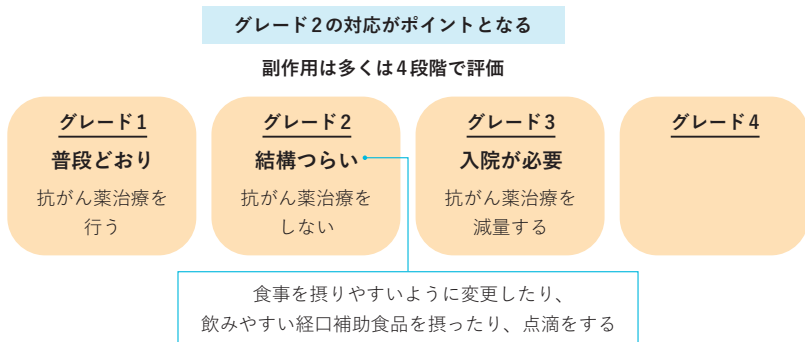 グレード2の対応がポイントとなる
副作用は多くは4段階で評価
グレード1
普段どおり
抗がん薬治療を
行う
グレード2
結構つらい
抗がん薬治療を
しない
グレード3
入院が必要
抗がん薬治療を
減量する
グレード4
食事を摂りやすいように変更したり、
飲みやすい経口補助食品を摂ったり、点滴をする